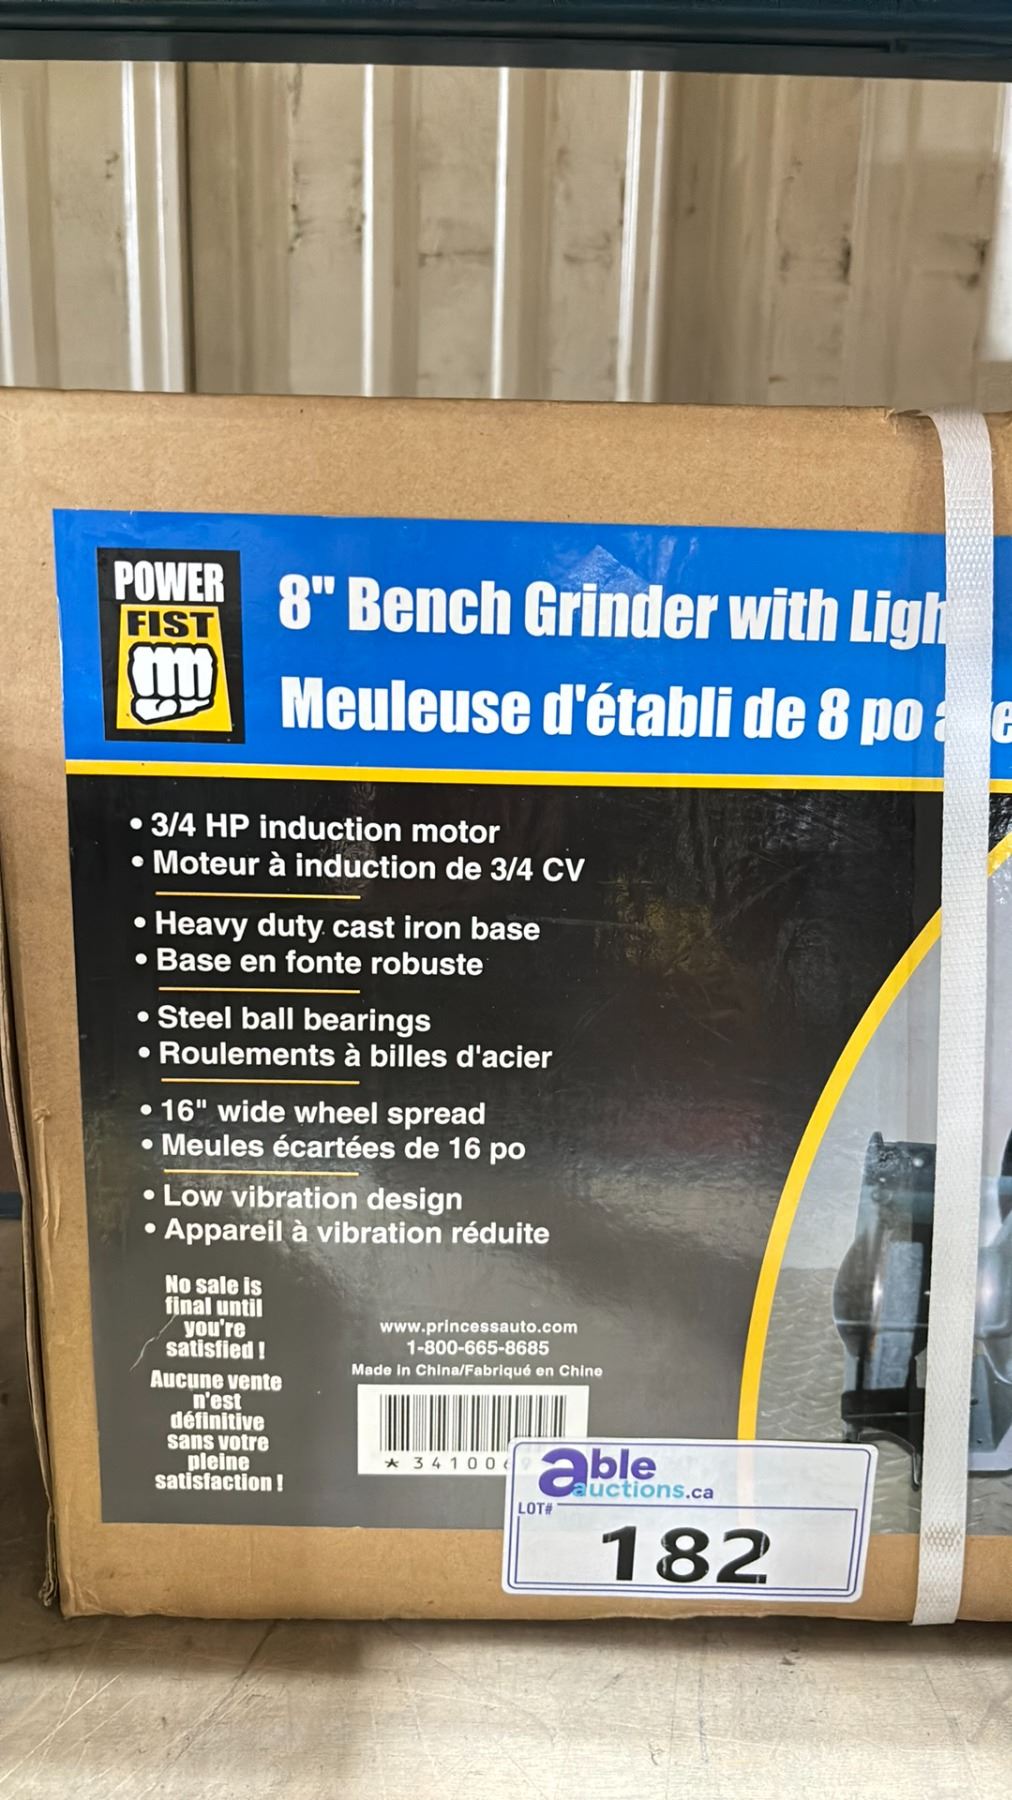 POWER
FIST
8" Bench Grinder with Ligh
Meuleuse d'établi de 8 po
• 3/4 HP induction motor
• Moteur à induction de 3/4 CV
• Heavy duty cast iron base
• Base en fonte robuste
• Steel ball bearings
• Roulements à billes d'acier
• 16" wide wheel spread
• Meules écartées de 16 po
• Low vibration design
• Appareil à vibration réduite
No sale is
final until
you're
satisfied !
Aucune vente
n'est
définitive
sans votre
pleine
satisfaction !
www.princessauto.com
1-800-665-8685
Made in China/Fabriqué en Chine
* 34100
able
auctions.ca
LOT#
182